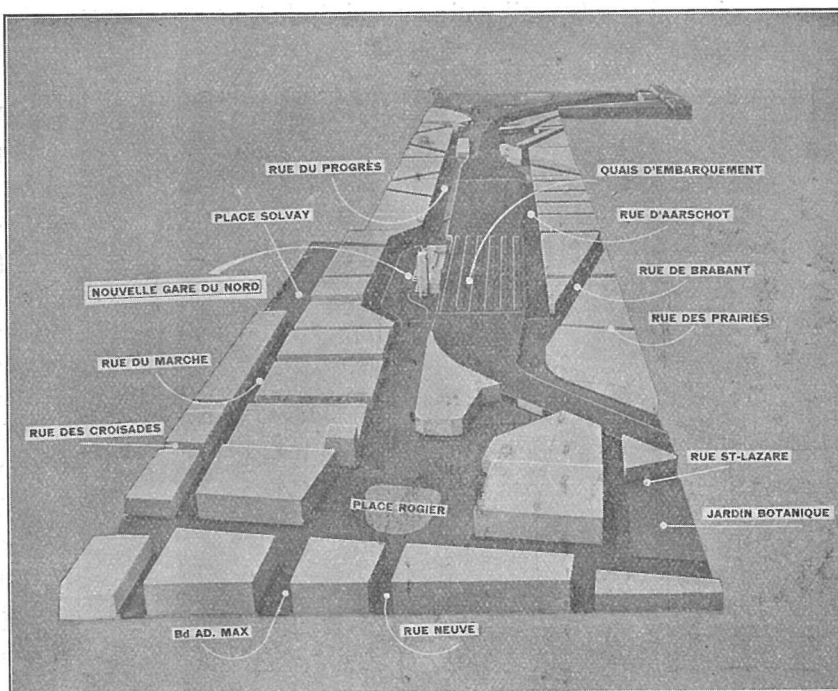 RUE DU PROGRÈS
QUAIS D'EMBARQUEMENT
PLACE SOLVAY
RUE D'AARSCHOT
NOUVELLE GARE DU NORD
RUE DE BRABANT
RUE DES PRAIRIES
RUE DU MARCHE
RUE DES CROISADES
RUE ST-LAZARE
PLACE ROGIER
JARDIN BOTANIQUE
Bd AD. MAX
RUE NEUVE